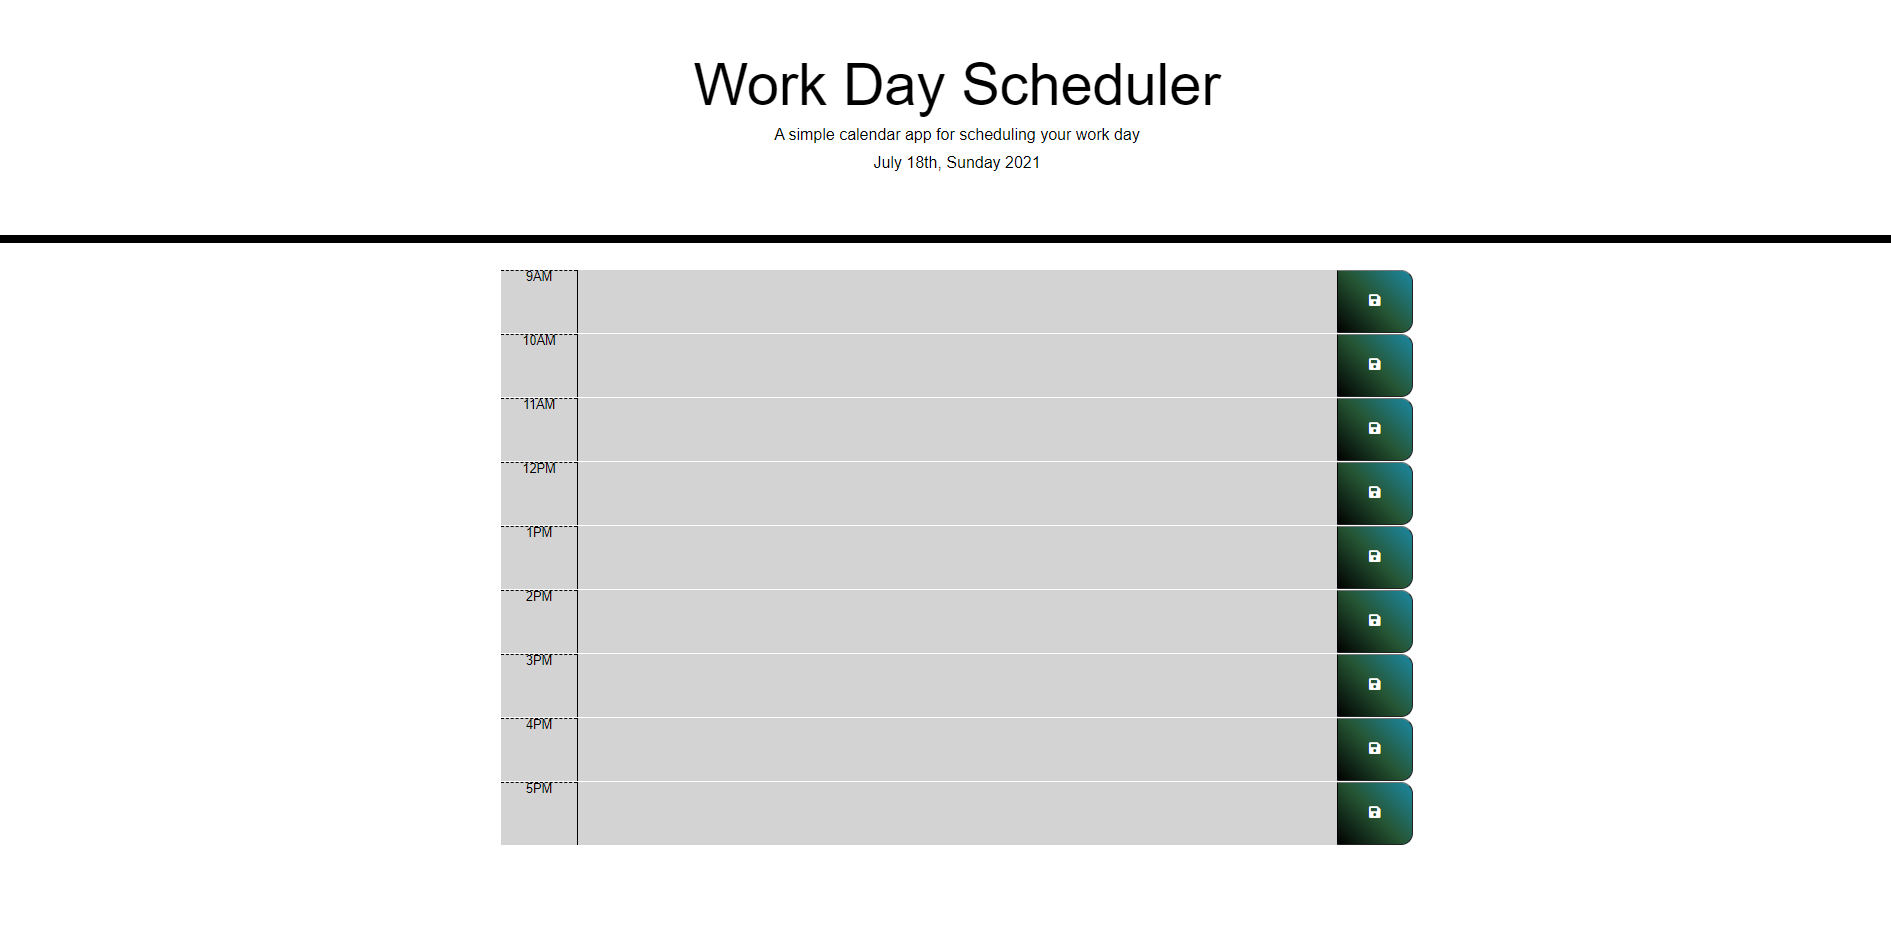 Work Day Scheduler
A simple calendar app for scheduling your work day
July 18th, Sunday 2021
9AM
10AM
11AM
12PM
1PM
2PM
3PM
4PM
5PM